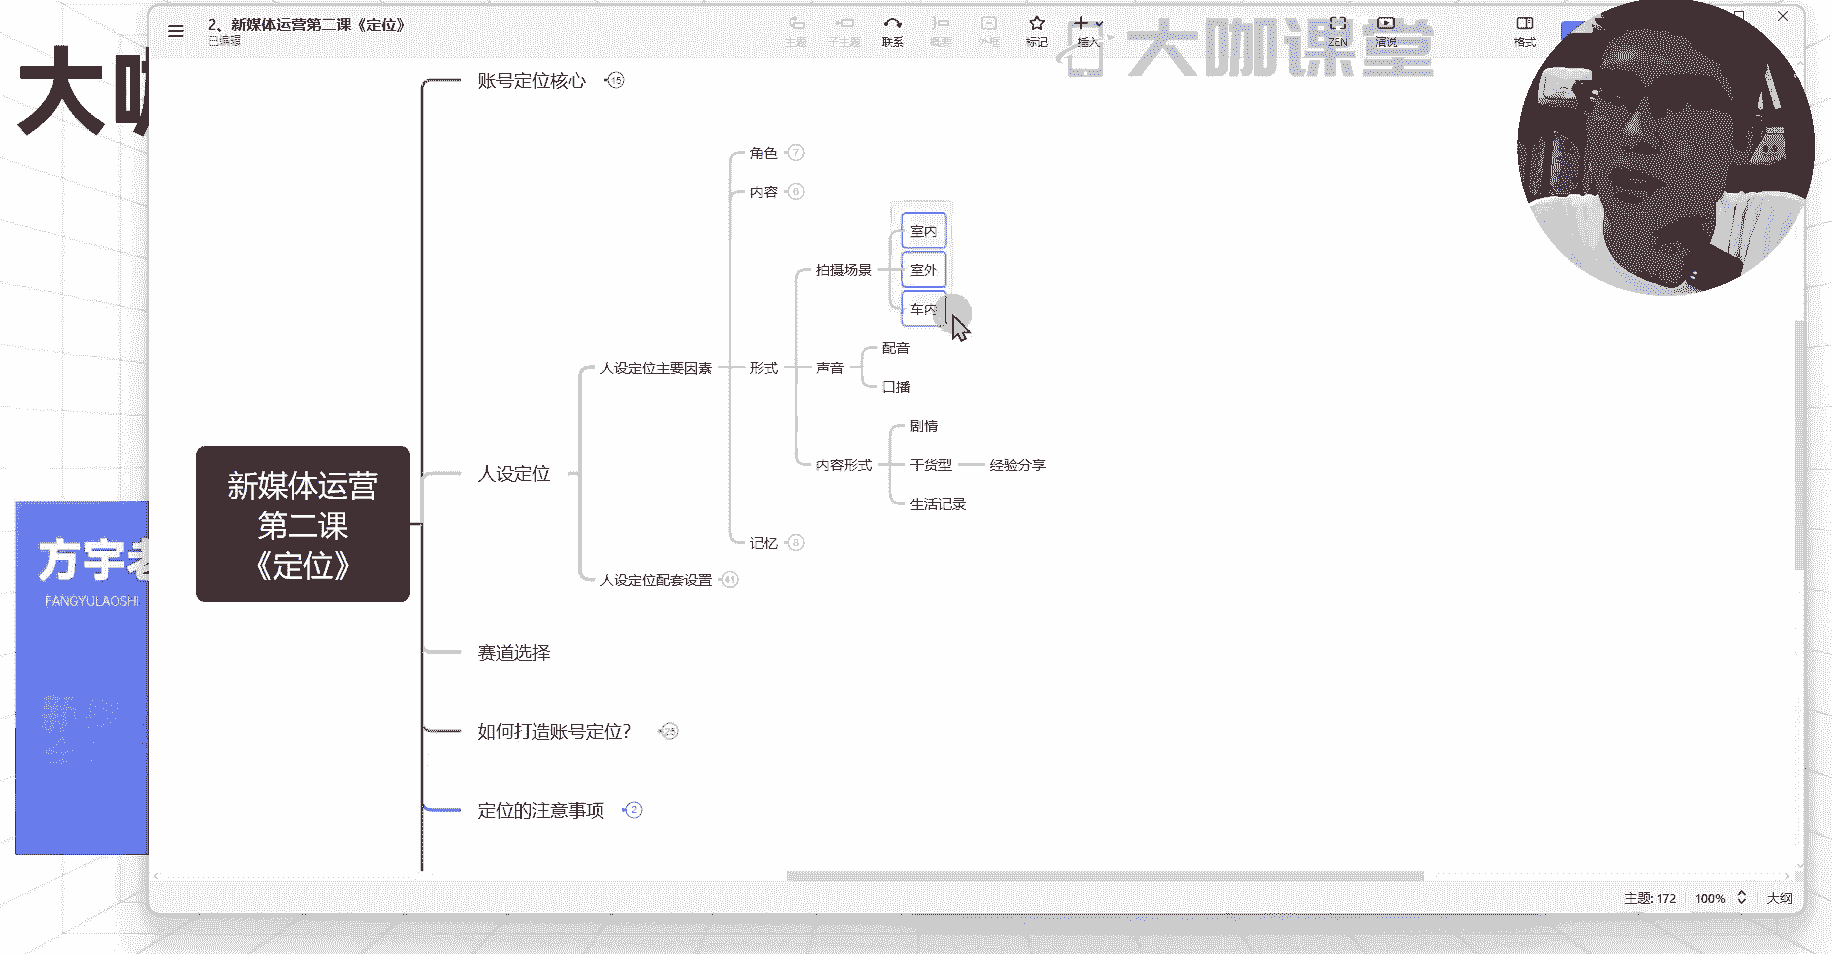 2、新媒体运营第二课《定位》
已编辑
主题
子主题
联系
概要
外框
标记
插入
ZEN
演说
格式
大咖课堂
大咖
账号定位核心
15
角色
7
内容
6
室内
拍摄场景
室外
车内
配音
人设定位主要因素
形式
声音
口播
剧情
内容形式
干货型
经验分享
人设定位
生活记录
新媒体运营
第二课
《定位》
记忆
8
方宇老
人设定位配套设置
41
FANGYULAOSHI
赛道选择
如何打造账号定位?
定位的注意事项
2
主题: 172
100%
大纲